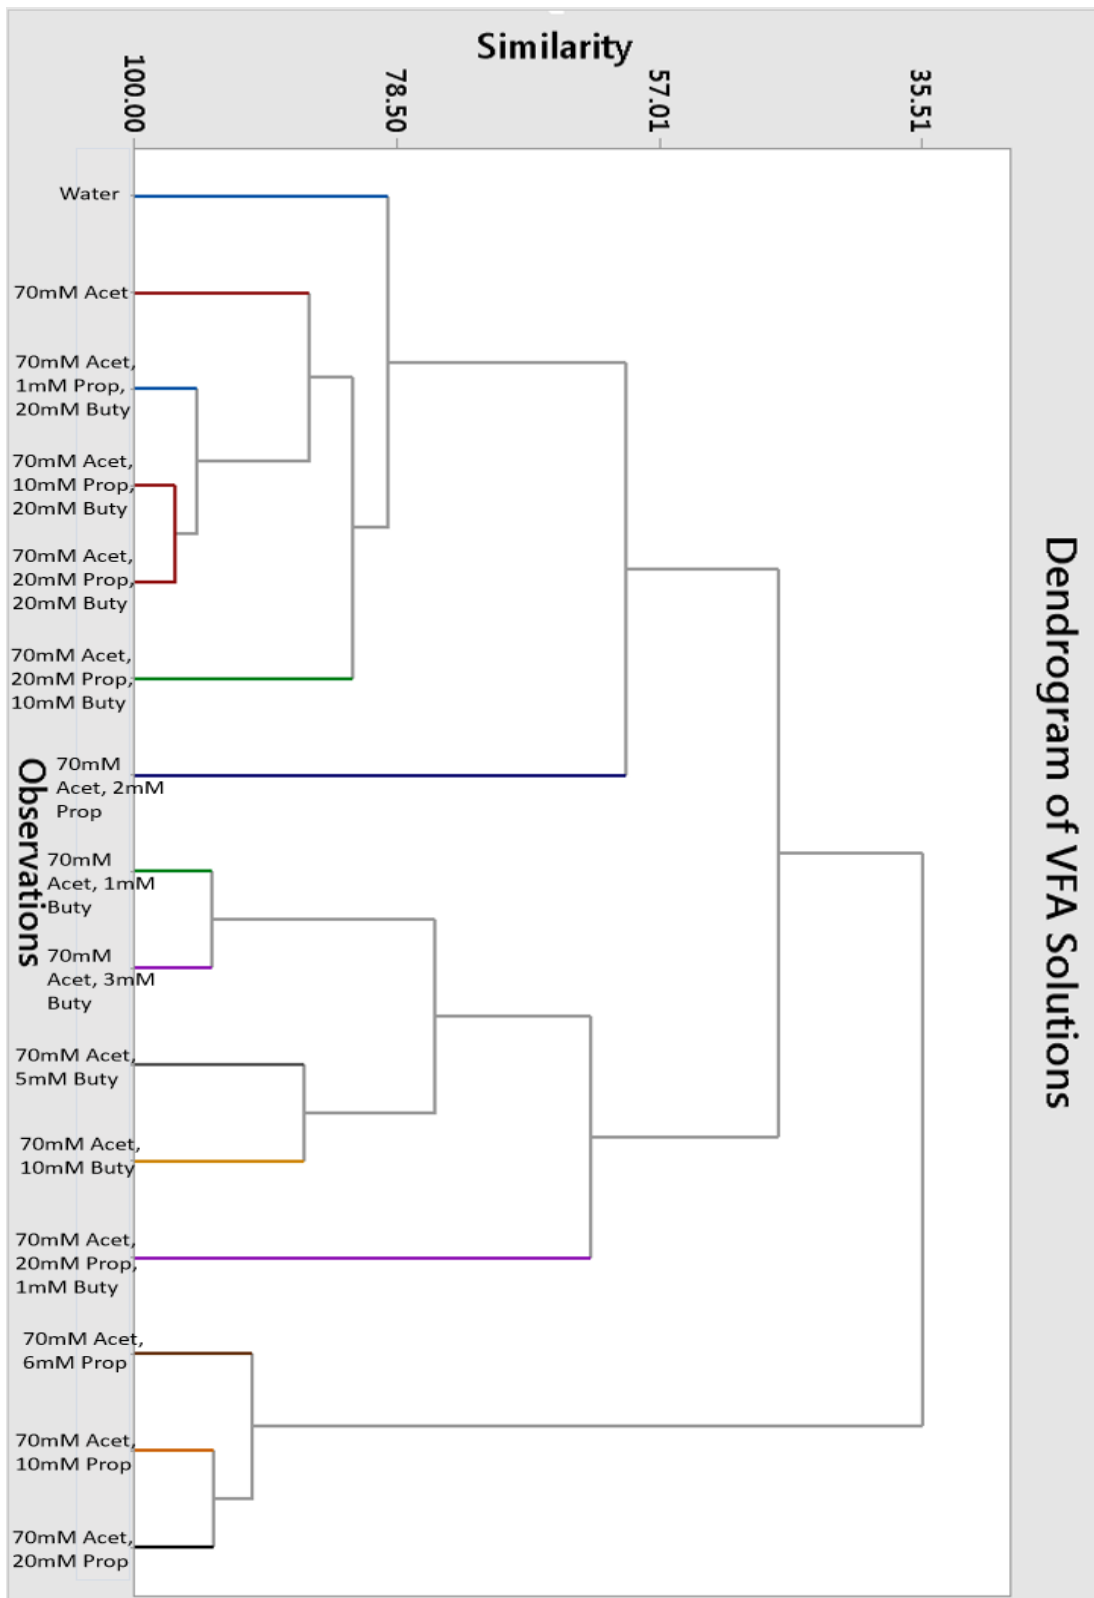 Similarity
100.00
78.50
57.01
35.51
Dendrogram of VFA Solutions
Observations
Water
70mM Acet
70mM Acet,
1mM Prop,
20mM Buty
70mM Acet,
10mM Prop,
20mM Buty
70mM Acet,
20mM Prop,
20mM Buty
70mM Acet,
20mM Prop,
10mM Buty
70mM
Acet, 2mM
Prop
70mM
Acet, 1mM
Buty
70mM
Acet, 3mM
Buty
70mM Acet,
5mM Buty
70mM Acet,
10mM Buty
70mM Acet,
20mM Prop,
1mM Buty
70mM Acet,
6mM Prop
70mM Acet,
10mM Prop
70mM Acet,
20mM Prop